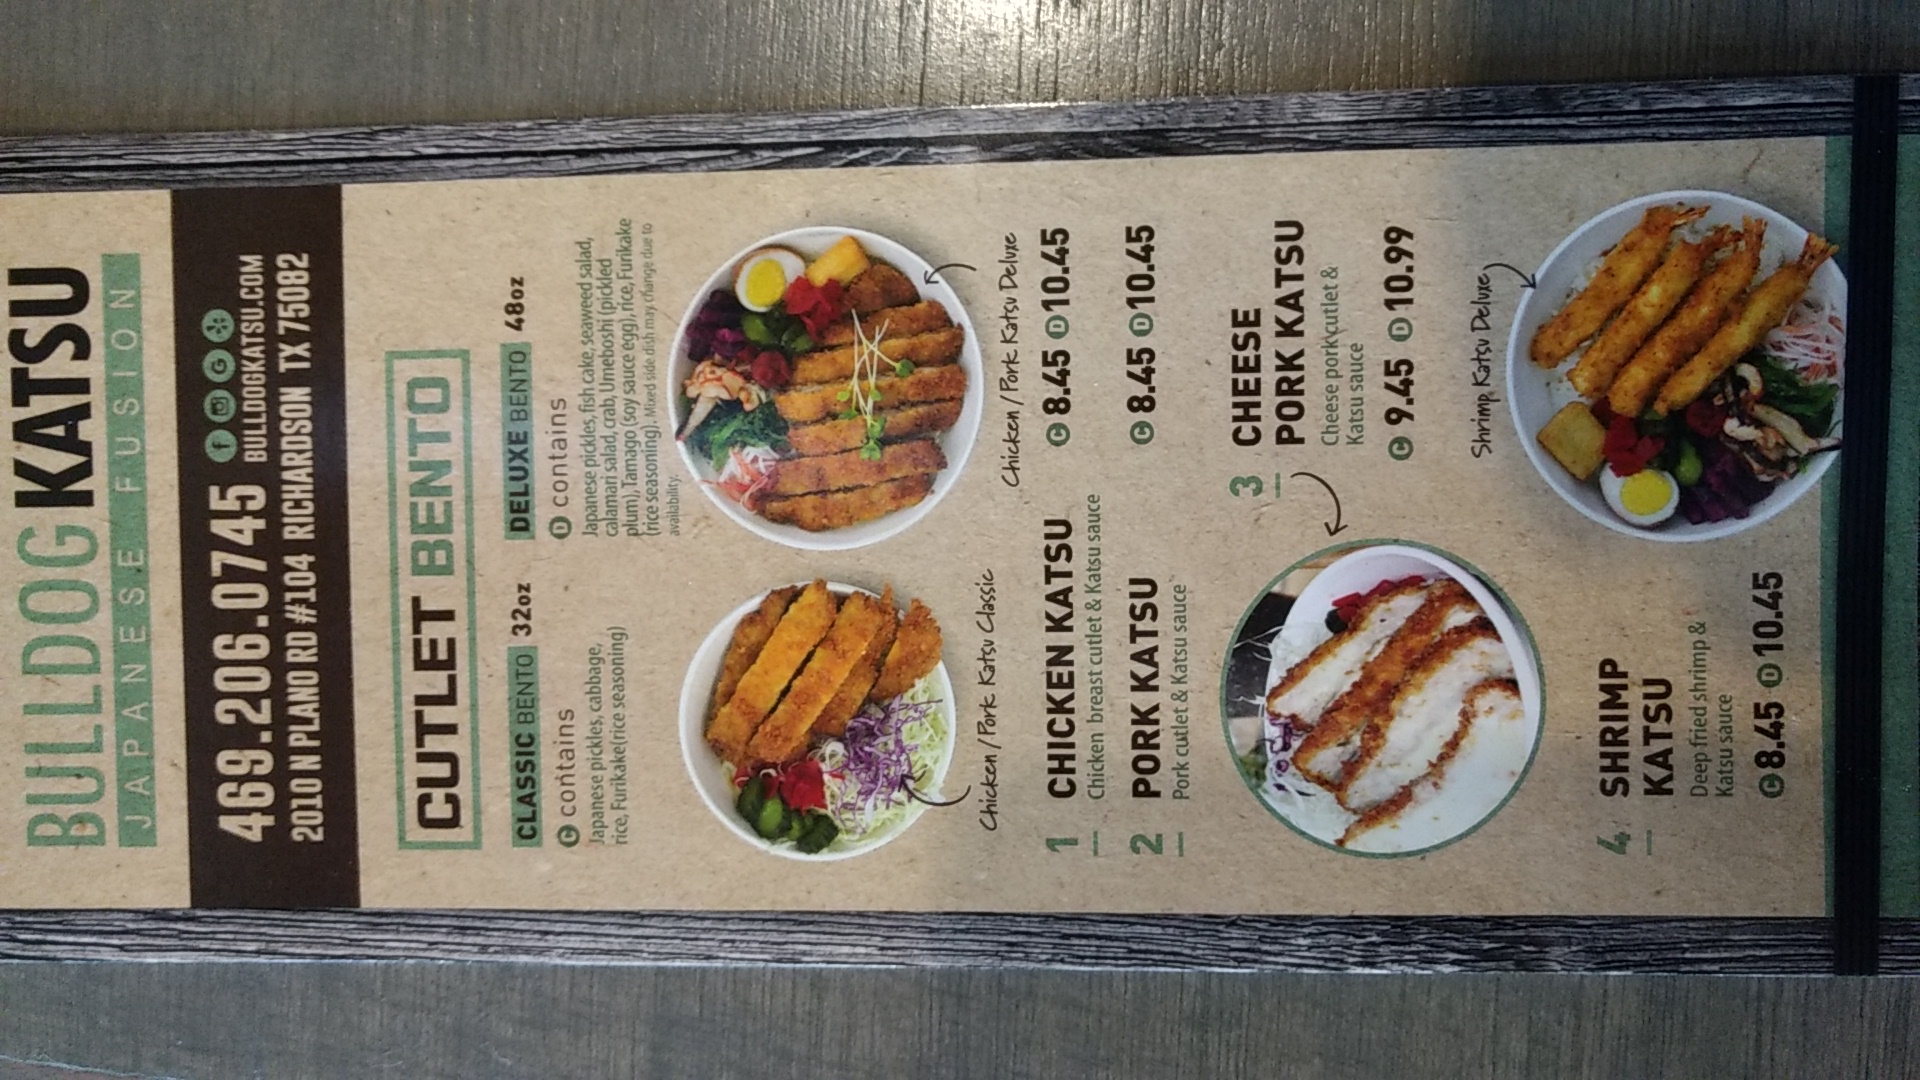 BULLDOG KATSU
JAPANESE FUSION
469.206.0745 BULLDOGKATSU.COM
2010 N PLANO RD #104 RICHARDSON TX 75082
CUTLET BENTO
CLASSIC BENTO 32oz
C contains
Japanese pickles, cabbage,
rice, Furikake(rice seasoning)
DELUXE BENTO 48oz
D contains
Japanese pickles, fish cake, seaweed salad,
calamari salad, crab, Umeboshi (pickled
plum), Tamago (soy sauce egg), rice, Furikake
(rice seasoning). Mixed side dish may change due to
availability.
Chicken / Pork Katsu Classic
Chicken / Pork Katsu Deluxe
1 CHICKEN KATSU C 8.45 D 10.45
Chicken breast cutlet & Katsu sauce
2 PORK KATSU C 8.45 D 10.45
Pork cutlet & Katsu sauce
3 CHEESE
PORK KATSU
Cheese pork cutlet &
Katsu sauce
C 9.45 D 10.99
Shrimp Katsu Deluxe
4 SHRIMP
KATSU
Deep fried shrimp &
Katsu sauce
C 8.45 D 10.45